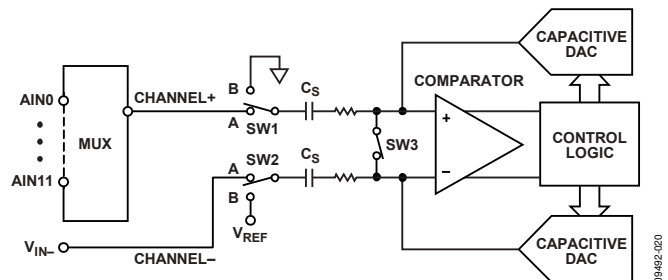 CAPACITIVE
DAC
B
CS
COMPARATOR
AIN0
CHANNEL+
A
SW1
+
MUX
SW3
CONTROL
LOGIC
SW2
CS
AIN11
A
B
–
VIN–
VREF
CHANNEL–
CAPACITIVE
DAC
09492-020